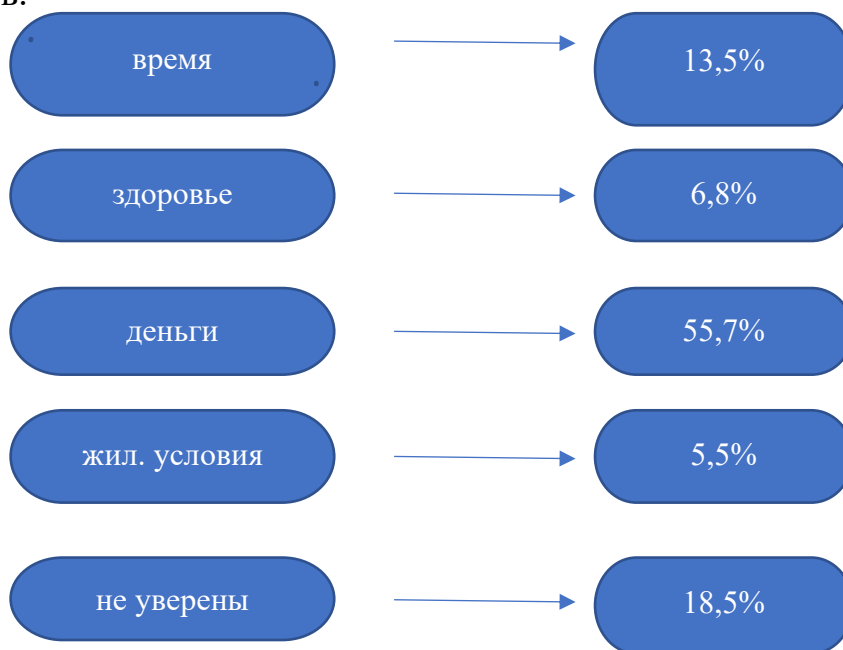 время 13,5%
здоровье 6,8%
деньги 55,7%
жил. условия 5,5%
не уверены 18,5%